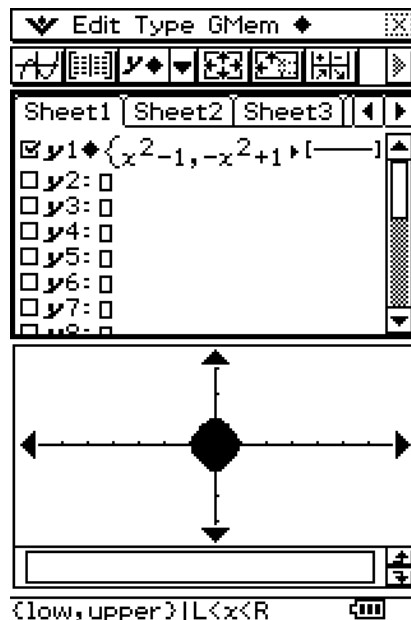 Edit Type GMem
Sheet1 Sheet2 Sheet3
y1 {x²-1,-x²+1
y2:
y3:
y4:
y5:
y6:
y7:
{low,upper}|L<x<R